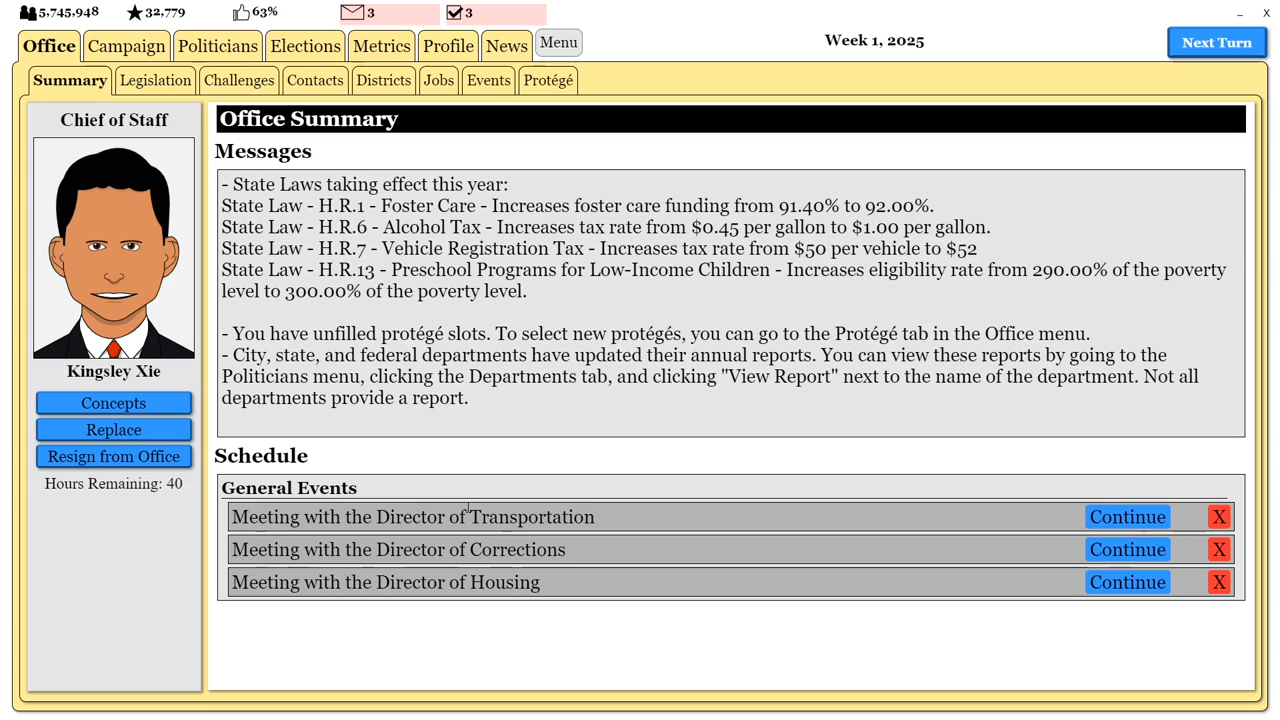 5,745,948 32,779 63% 3 3
_ X
Office Campaign Politicians Elections Metrics Profile News Menu
Week 1, 2025
Next Turn
Summary Legislation Challenges Contacts Districts Jobs Events Protégé
Chief of Staff
Kingsley Xie
Concepts
Replace
Resign from Office
Hours Remaining: 40
Office Summary
Messages
- State Laws taking effect this year:
State Law - H.R.1 - Foster Care - Increases foster care funding from 91.40% to 92.00%.
State Law - H.R.6 - Alcohol Tax - Increases tax rate from $0.45 per gallon to $1.00 per gallon.
State Law - H.R.7 - Vehicle Registration Tax - Increases tax rate from $50 per vehicle to $52
State Law - H.R.13 - Preschool Programs for Low-Income Children - Increases eligibility rate from 290.00% of the poverty
level to 300.00% of the poverty level.
- You have unfilled protégé slots. To select new protégés, you can go to the Protégé tab in the Office menu.
- City, state, and federal departments have updated their annual reports. You can view these reports by going to the
Politicians menu, clicking the Departments tab, and clicking "View Report" next to the name of the department. Not all
departments provide a report.
Schedule
General Events
Meeting with the Director of Transportation Continue X
Meeting with the Director of Corrections Continue X
Meeting with the Director of Housing Continue X